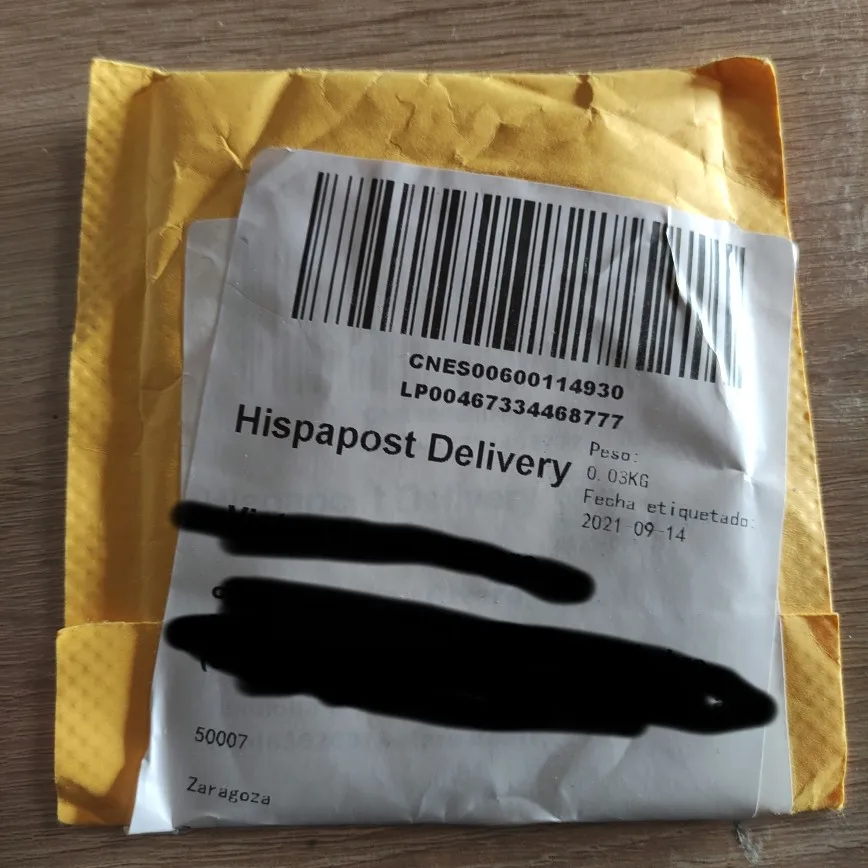 CNES00600114930
LP00467334468777
Hispapost Delivery
Peso:
0.03KG
Fecha etiquetado:
2021-09-14
50007
Zaragoza